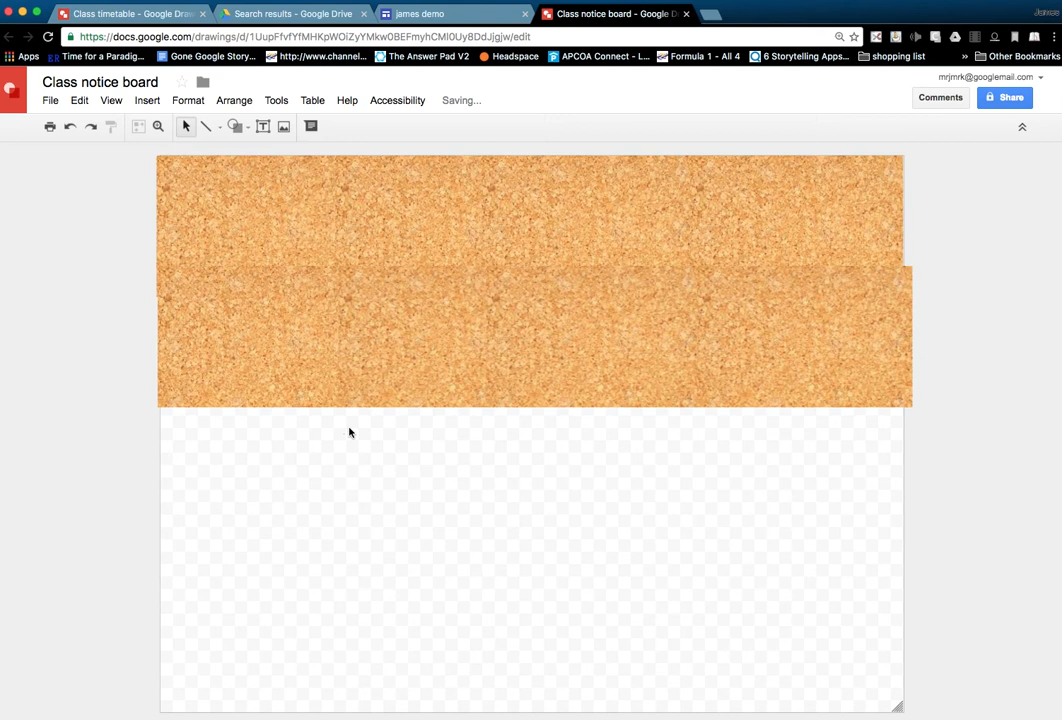 Class timetable - Google Draw
Search results - Google Drive
james demo
Class notice board - Google D
James
https://docs.google.com/drawings/d/1UupFfvfYfMHKpWOiZyYMkw0BEFmyhCMl0Uy8DdJjgjw/edit
Apps
Time for a Paradig...
Gone Google Story...
http://www.channel...
The Answer Pad V2
Headspace
APCOA Connect - L...
Formula 1 - All 4
6 Storytelling Apps...
shopping list
»
Other Bookmarks
Class notice board
mrjmrk@googlemail.com
File Edit View Insert Format Arrange Tools Table Help Accessibility Saving...
Comments
Share